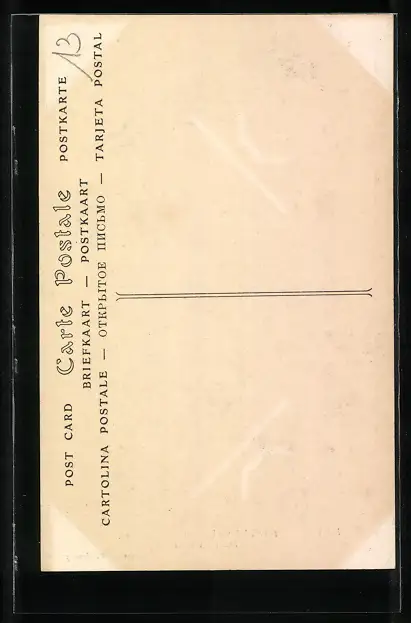 POST CARD Carte Postale POSTKARTE
BRIEFKAART — POSTKAART
CARTOLINA POSTALE — ОТКРЫТОЕ ПИСЬМО — TARJETA POSTAL
13